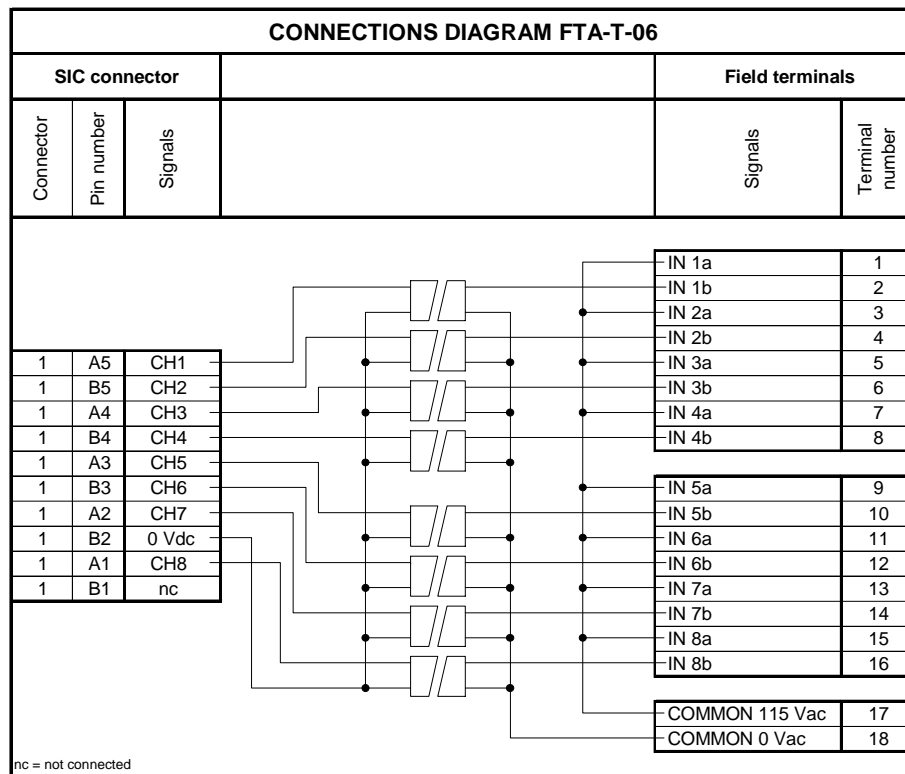 CONNECTIONS DIAGRAM FTA-T-06
SIC connector
Field terminals
Connector
Pin number
Signals
Signals
Terminal
number
IN 1a 1
IN 1b 2
IN 2a 3
IN 2b 4
IN 3a 5
IN 3b 6
IN 4a 7
IN 4b 8
1 A5 CH1
1 B5 CH2
1 A4 CH3
1 B4 CH4
1 A3 CH5
1 B3 CH6
1 A2 CH7
1 B2 0 Vdc
1 A1 CH8
1 B1 nc
IN 5a 9
IN 5b 10
IN 6a 11
IN 6b 12
IN 7a 13
IN 7b 14
IN 8a 15
IN 8b 16
COMMON 115 Vac 17
COMMON 0 Vac 18
nc = not connected